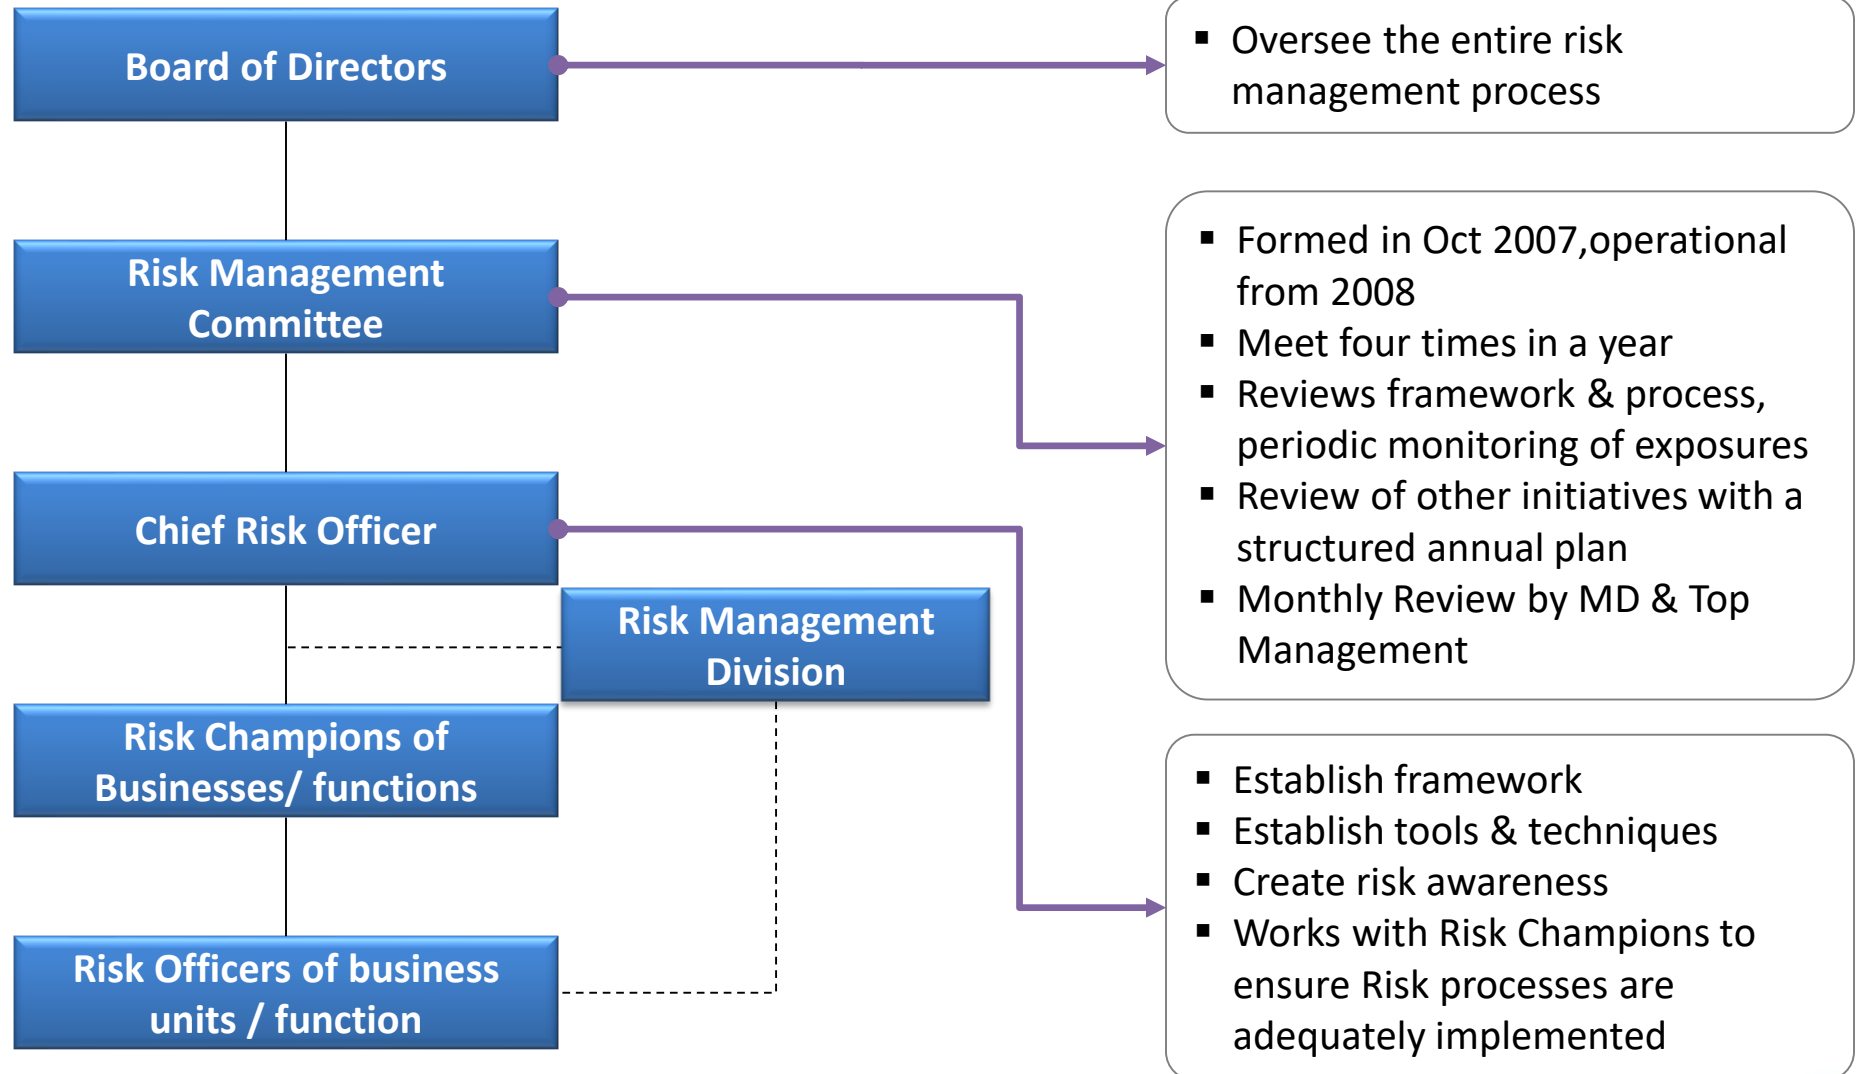 Board of Directors
▪ Oversee the entire risk
management process
Risk Management
Committee
▪ Formed in Oct 2007,operational
from 2008
▪ Meet four times in a year
▪ Reviews framework & process,
periodic monitoring of exposures
▪ Review of other initiatives with a
structured annual plan
▪ Monthly Review by MD & Top
Management
Chief Risk Officer
Risk Management
Division
Risk Champions of
Businesses/ functions
▪ Establish framework
▪ Establish tools & techniques
▪ Create risk awareness
▪ Works with Risk Champions to
ensure Risk processes are
adequately implemented
Risk Officers of business
units / function